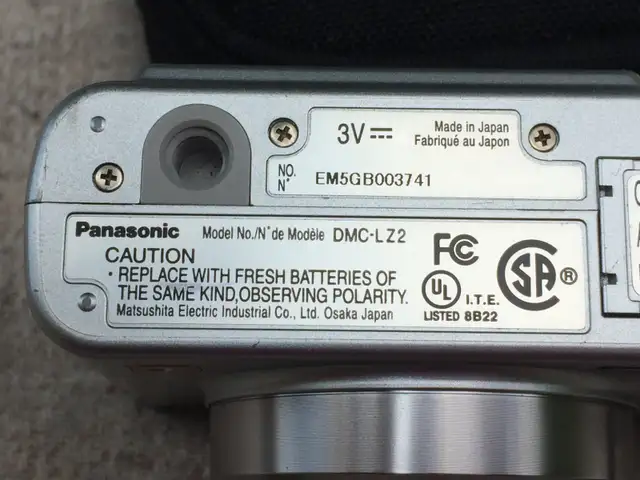 3V⎓
Made in Japan
Fabriqué au Japon
NO.
N° EM5GB003741
Panasonic Model No./N° de Modèle DMC-LZ2
CAUTION
· REPLACE WITH FRESH BATTERIES OF
THE SAME KIND,OBSERVING POLARITY.
Matsushita Electric Industrial Co., Ltd. Osaka Japan
FC
UL I.T.E.
LISTED 8B22
SA ®